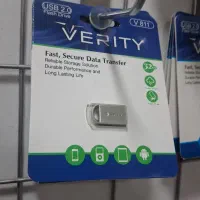 USB 2.0
Flash Drive
V 811
VERITY
Fast, Secure Data Transfer
Reliable Storage Solution
Durable Performance and
Long Lasting Life